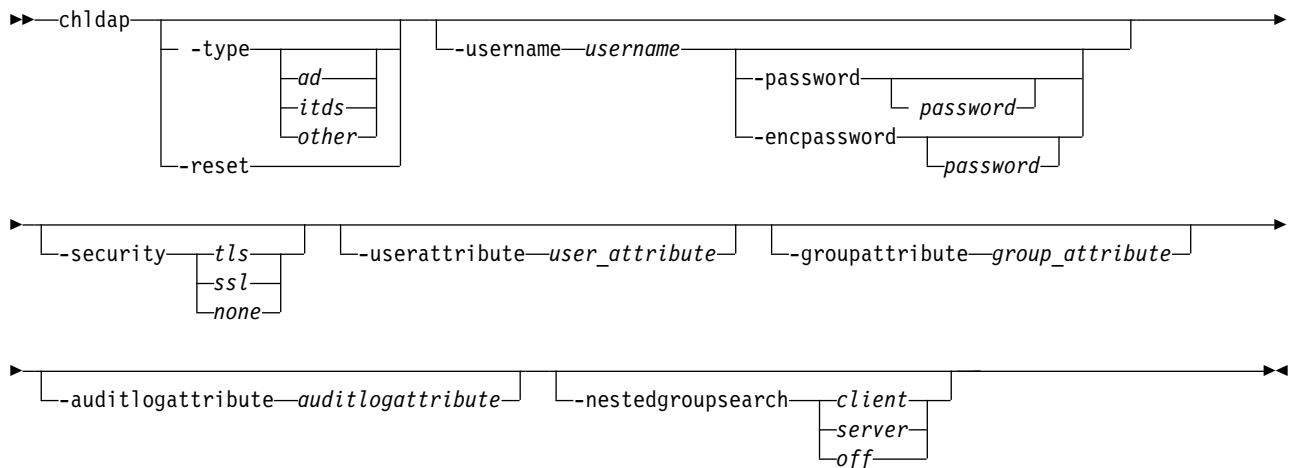 chldap
-type
ad
itds
other
-reset
-username username
-password
password
-encpassword
password
-security tls
ssl
none
-userattribute user_attribute
-groupattribute group_attribute
-auditlogattribute auditlogattribute
-nestedgroupsearch client
server
off